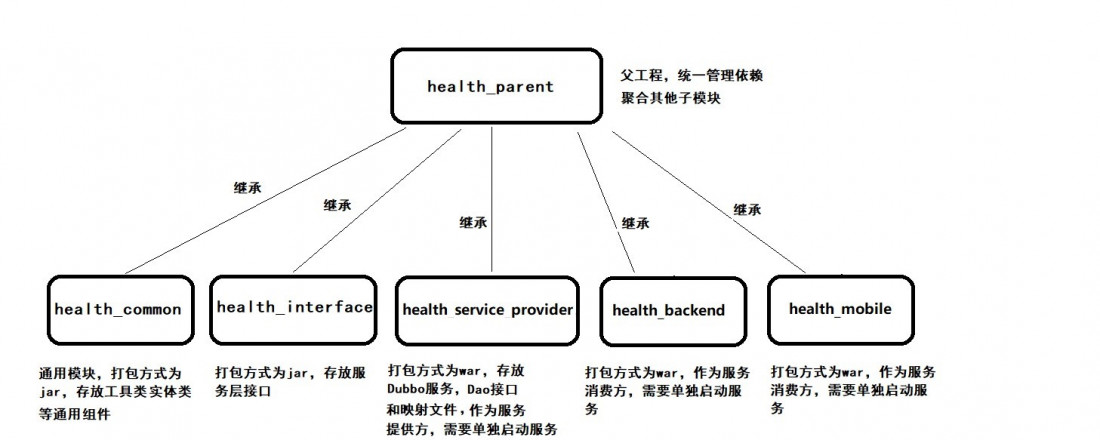 health_parent
父工程，统一管理依赖
聚合其他子模块
继承
继承
继承
继承
继承
health_common
health_interface
health service provider
health_backend
health_mobile
通用模块，打包方式为
jar，存放工具类实体类
等通用组件
打包方式为jar，存放服
务层接口
打包方式为war，存放
Dubbo服务，Dao接口
和映射文件，作为服务
提供方，需要单独启动服务
打包方式为war，作为服务
消费方，需要单独启动服
务
打包方式为war，作为服务
消费方，需要单独启动服
务